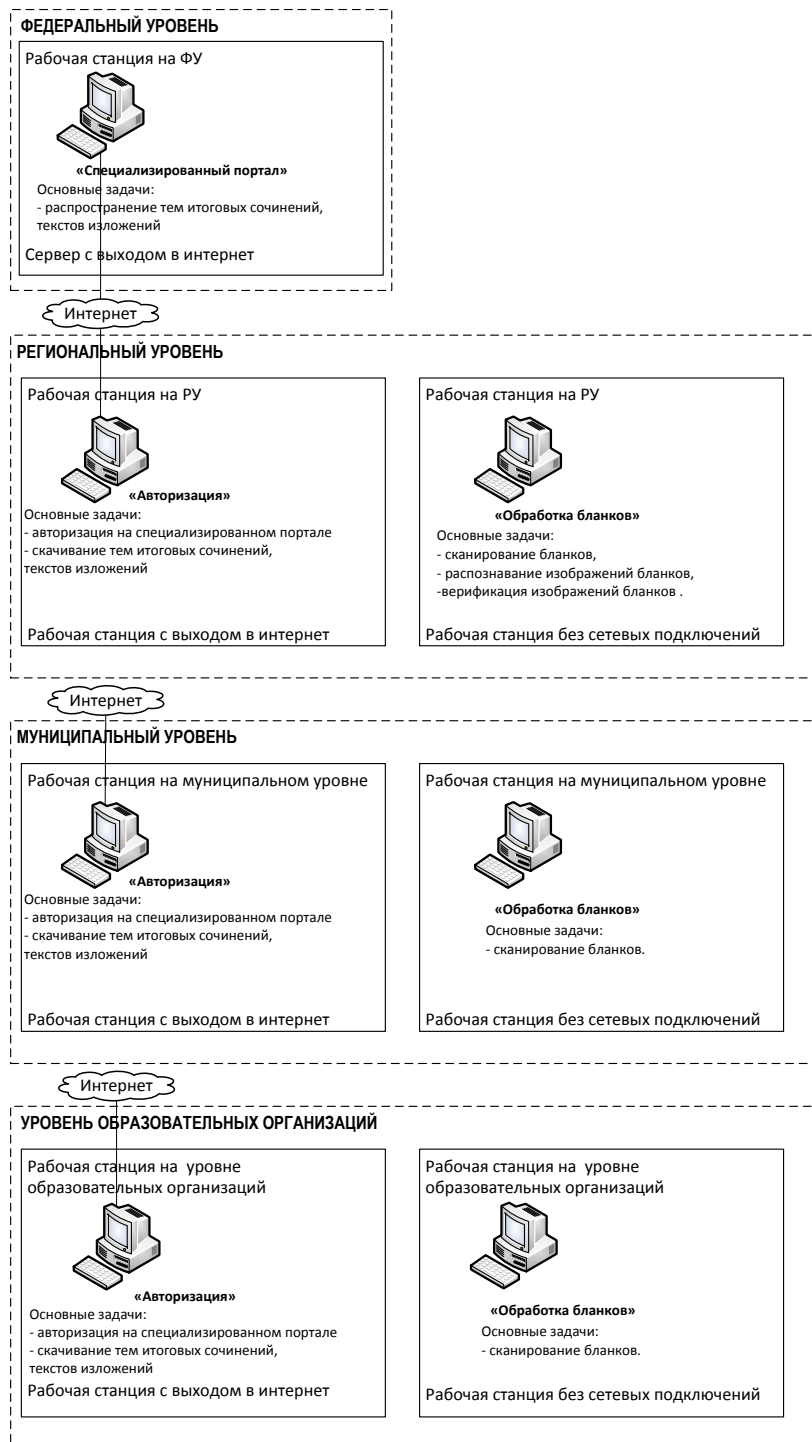 ФЕДЕРАЛЬНЫЙ УРОВЕНЬ
Рабочая станция на ФУ
«Специализированный портал»
Основные задачи:
- распространение тем итоговых сочинений,
текстов изложений
Сервер с выходом в интернет
Интернет
РЕГИОНАЛЬНЫЙ УРОВЕНЬ
Рабочая станция на РУ
«Авторизация»
Основные задачи:
- авторизация на специализированном портале
- скачивание тем итоговых сочинений,
текстов изложений
Рабочая станция с выходом в интернет
Рабочая станция на РУ
«Обработка бланков»
Основные задачи:
- сканирование бланков,
- распознавание изображений бланков,
-верификация изображений бланков .
Рабочая станция без сетевых подключений
Интернет
МУНИЦИПАЛЬНЫЙ УРОВЕНЬ
Рабочая станция на муниципальном уровне
«Авторизация»
Основные задачи:
- авторизация на специализированном портале
- скачивание тем итоговых сочинений,
текстов изложений
Рабочая станция с выходом в интернет
Рабочая станция на муниципальном уровне
«Обработка бланков»
Основные задачи:
- сканирование бланков.
Рабочая станция без сетевых подключений
Интернет
УРОВЕНЬ ОБРАЗОВАТЕЛЬНЫХ ОРГАНИЗАЦИЙ
Рабочая станция на уровне
образовательных организаций
«Авторизация»
Основные задачи:
- авторизация на специализированном портале
- скачивание тем итоговых сочинений,
текстов изложений
Рабочая станция с выходом в интернет
Рабочая станция на уровне
образовательных организаций
«Обработка бланков»
Основные задачи:
- сканирование бланков.
Рабочая станция без сетевых подключений